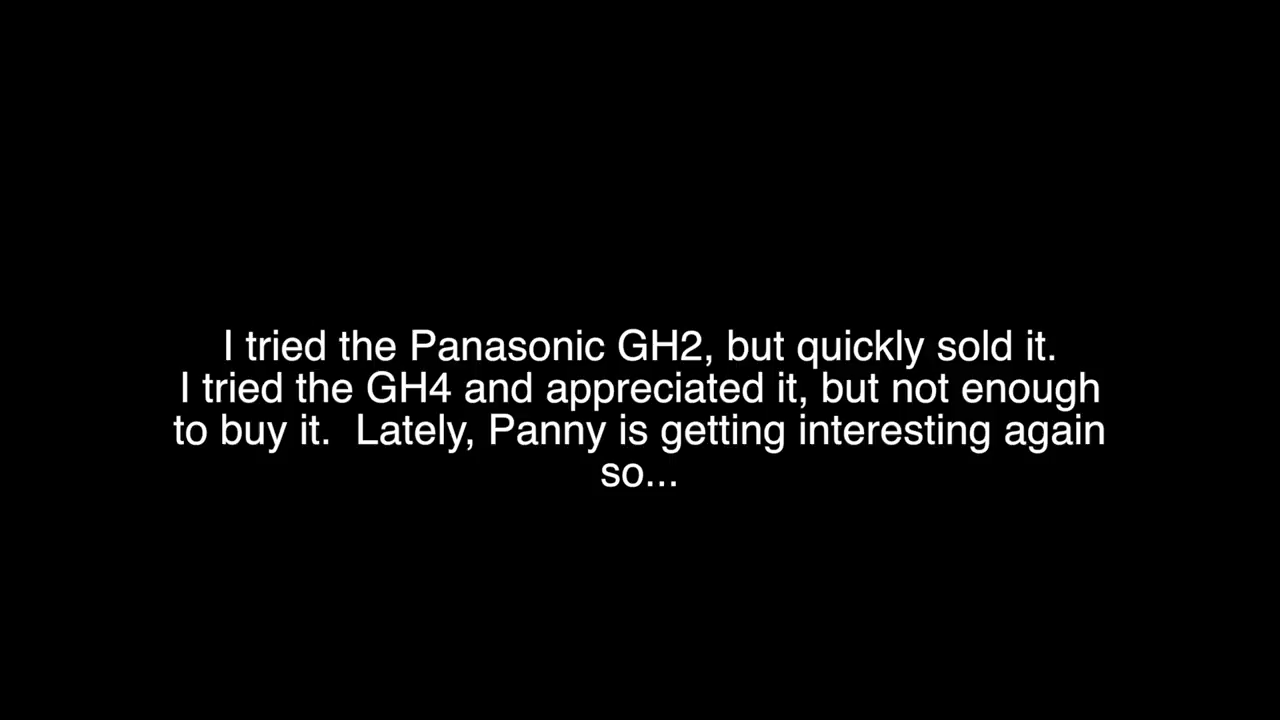 I tried the Panasonic GH2, but quickly sold it.
I tried the GH4 and appreciated it, but not enough
to buy it.  Lately, Panny is getting interesting again
so...